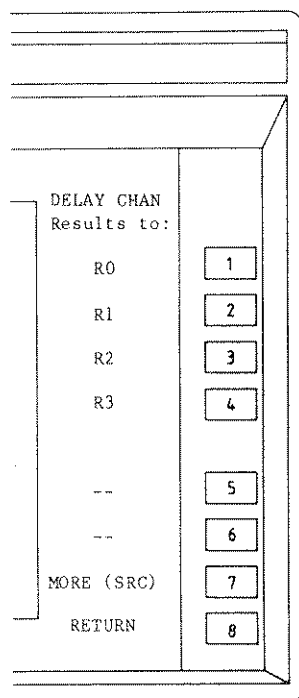 DELAY CHAN
Results to:
R0 1
R1 2
R2 3
R3 4
-- 5
-- 6
MORE (SRC) 7
RETURN 8